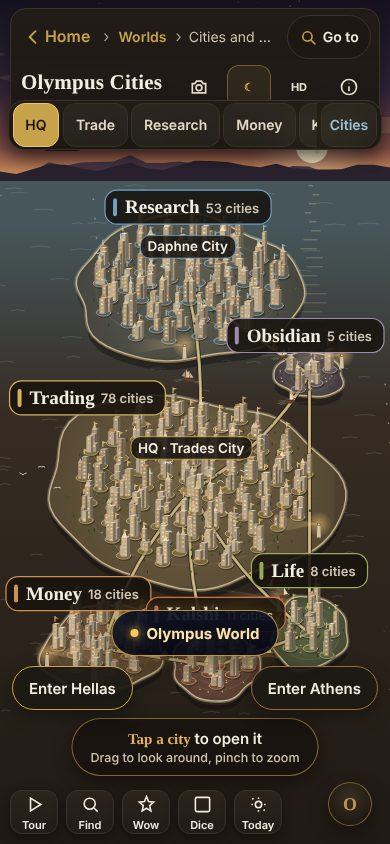 Home > Worlds > Cities and ... Go to
Olympus Cities HD
HQ Trade Research Money Cities
Research 53 cities
Daphne City
Obsidian 5 cities
Trading 78 cities
HQ · Trades City
Life 8 cities
Money 18 cities
Kalshi 11 cities
Olympus World
Enter Hellas Enter Athens
Tap a city to open it
Drag to look around, pinch to zoom
Tour Find Wow Dice Today O